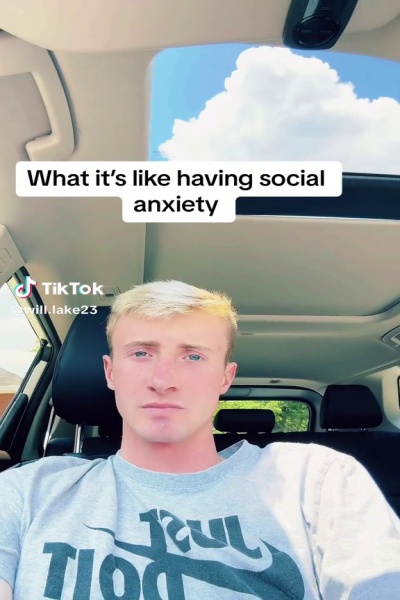 What it's like having social
anxiety
TikTok
@will.lake23
JUST
DO IT